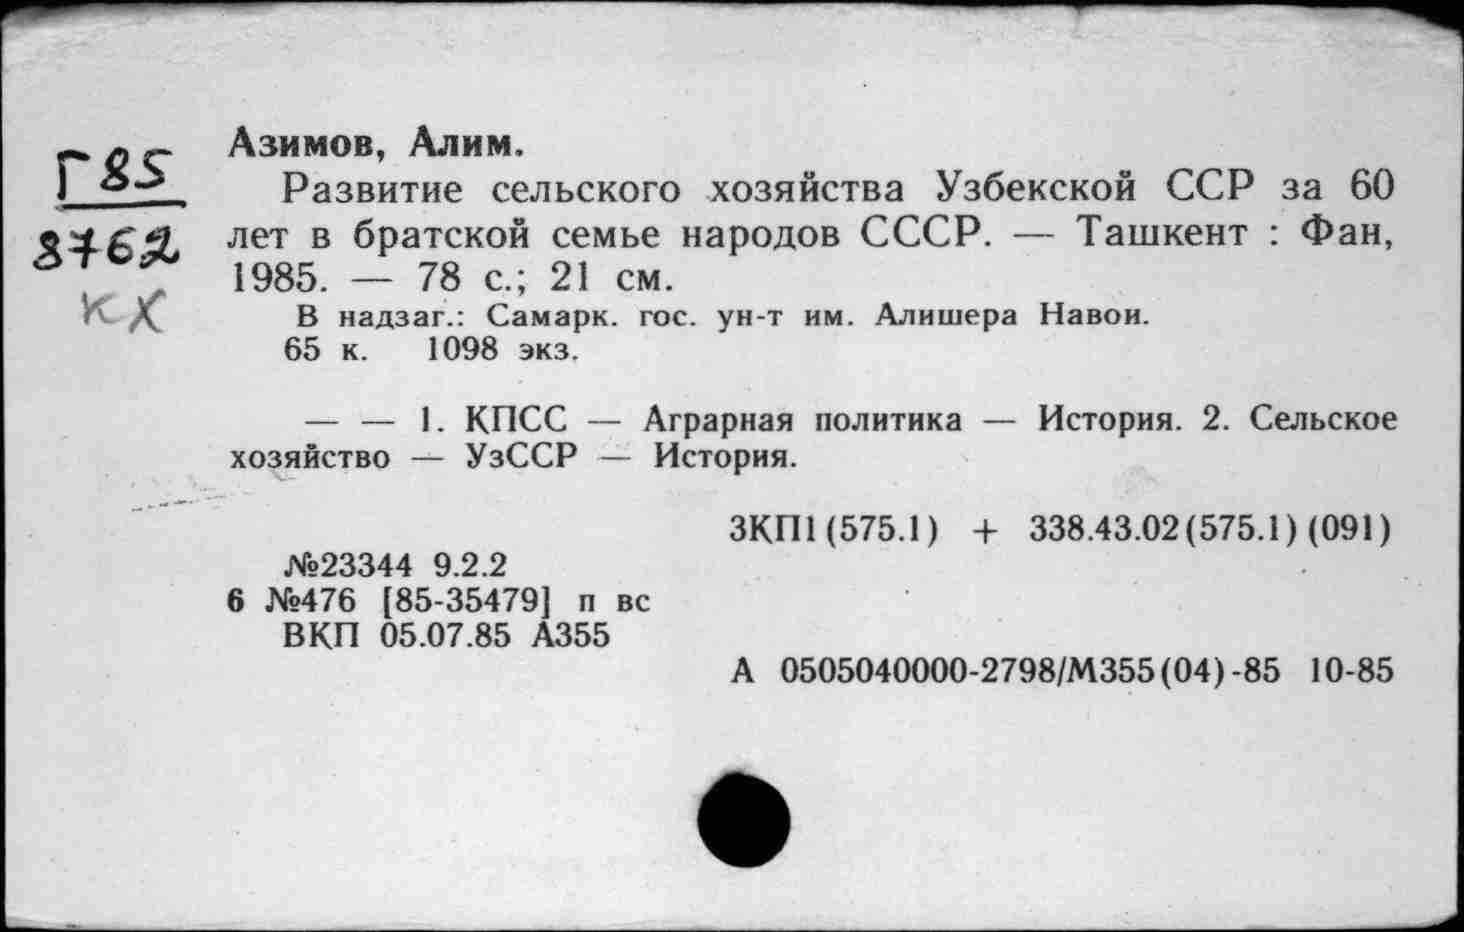 Г85
8762
КХ
Азимов, Алим.
Развитие сельского хозяйства Узбекской ССР за 60
лет в братской семье народов СССР. — Ташкент : Фан,
1985. — 78 с.; 21 см.
В надзаг.: Самарк. гос. ун-т им. Алишера Навои.
65 к. 1098 экз.
— — 1. КПСС — Аграрная политика — История. 2. Сельское
хозяйство — УзССР — История.
3КП1(575.1) + 338.43.02(575.1)(091)
№23344 9.2.2
6 №476 [85-35479] п вс
ВКП 05.07.85 А355
А 0505040000-2798/М355(04)-85 10-85